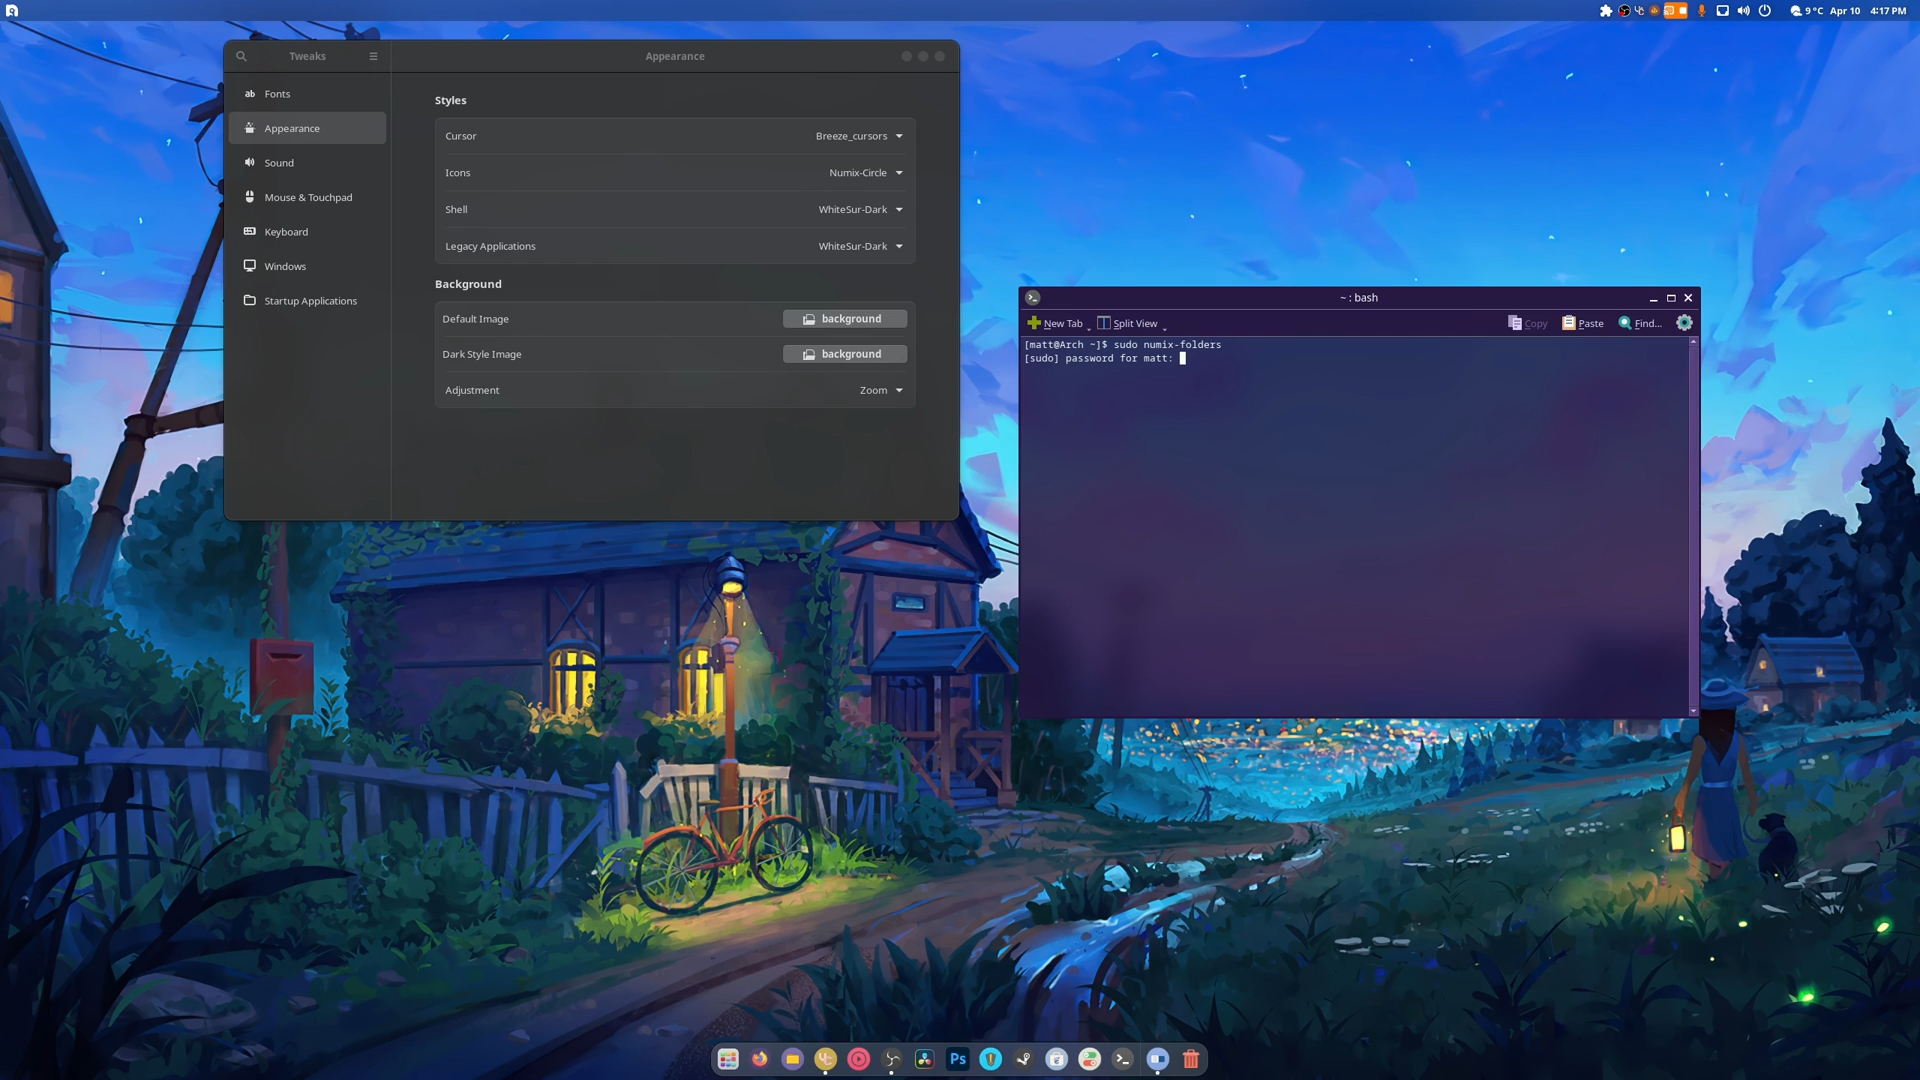 9 °C Apr 10 4:17 PM
Tweaks
Appearance
Fonts
Appearance
Sound
Mouse & Touchpad
Keyboard
Windows
Startup Applications
Styles
Cursor Breeze_cursors
Icons Numix-Circle
Shell WhiteSur-Dark
Legacy Applications WhiteSur-Dark
Background
Default Image background
Dark Style Image background
Adjustment Zoom
~ : bash
New Tab Split View Copy Paste Find...
[matt@Arch ~]$ sudo numix-folders
[sudo] password for matt:
Ps